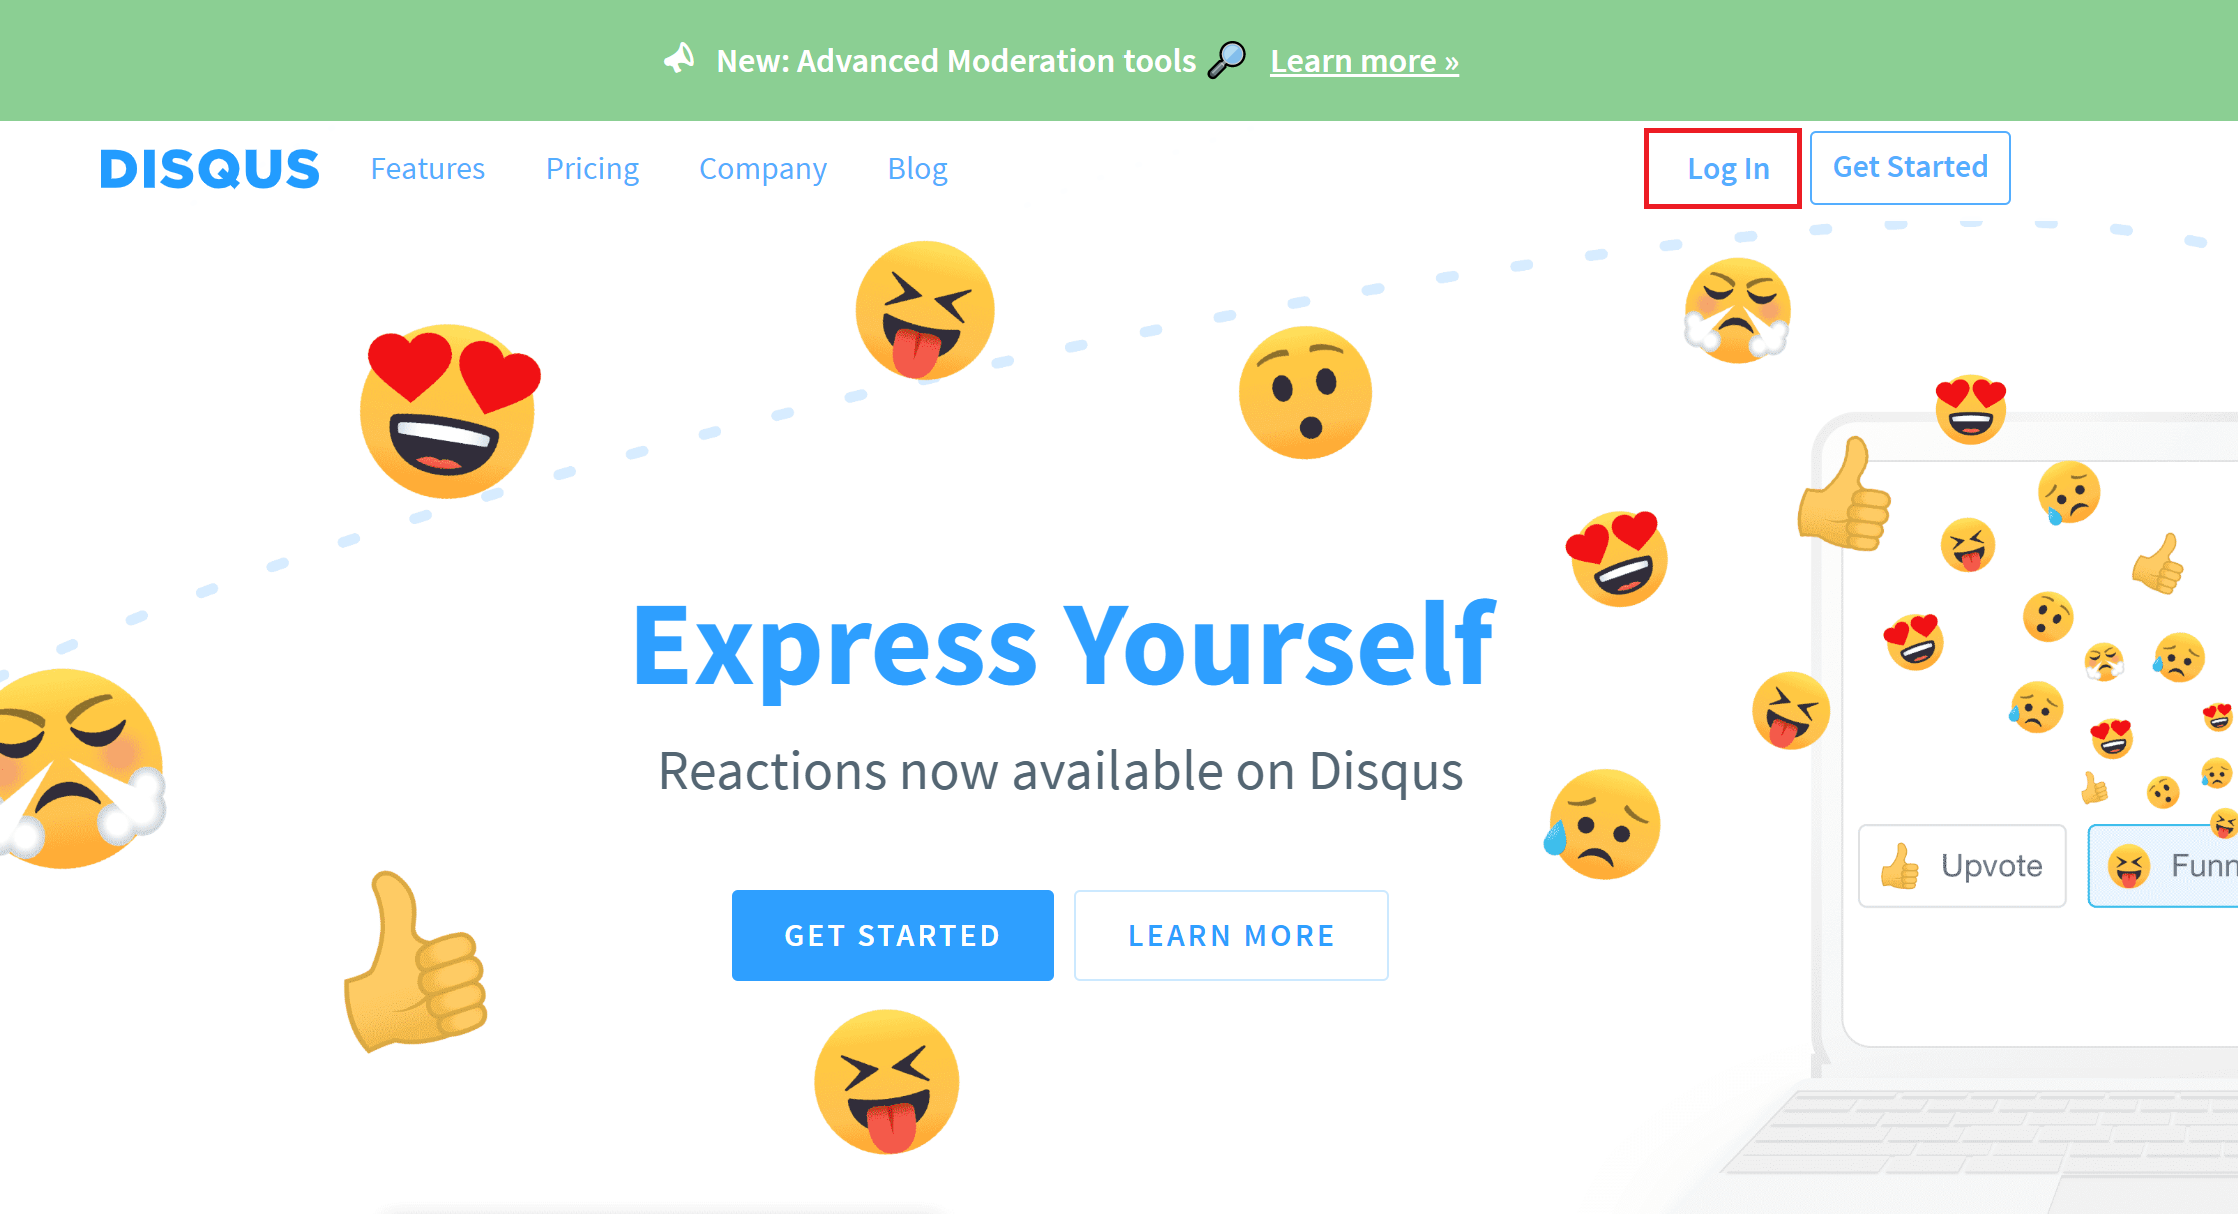 New: Advanced Moderation tools Learn more »
DISQUS Features Pricing Company Blog Log In Get Started
Express Yourself
Reactions now available on Disqus
Upvote Funn
GET STARTED LEARN MORE